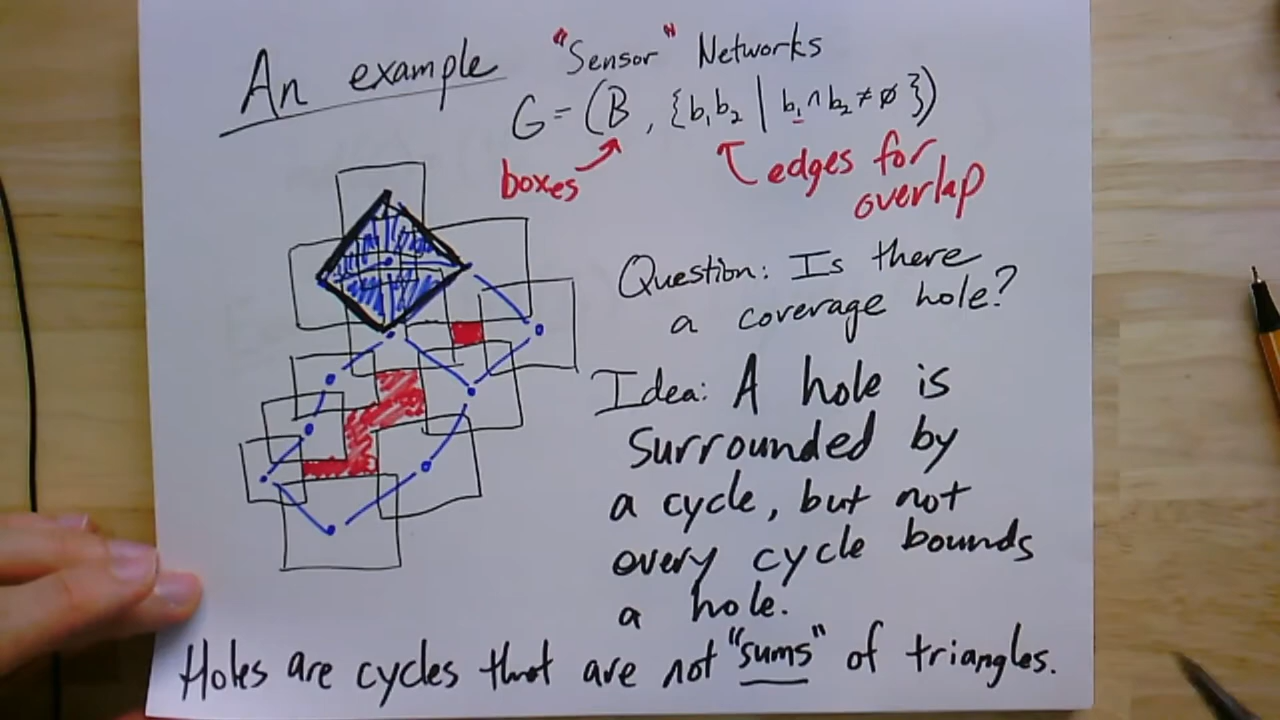 An example "Sensor" Networks
G = (B, {b₁b₂ | b₁∩b₂ ≠ ∅})
boxes
edges for
overlap
Question: Is there
a coverage hole?
Idea: A hole is
surrounded by
a cycle, but not
every cycle bounds
a hole.
Holes are cycles that are not "sums" of triangles.